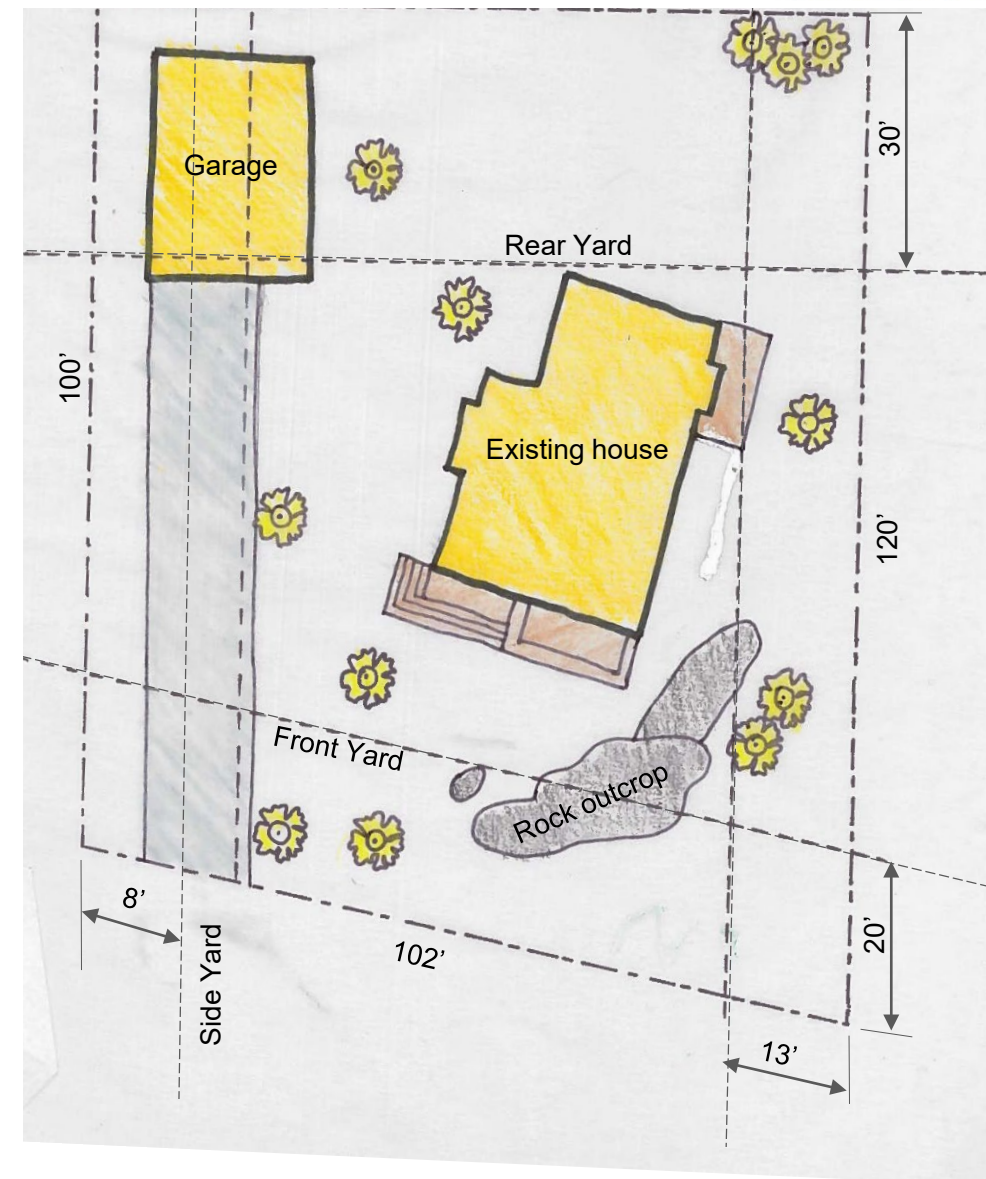 Garage
30’
Rear Yard
100’
Existing house
120’
Front Yard
Rock outcrop
8’
Side Yard
102’
20’
13’